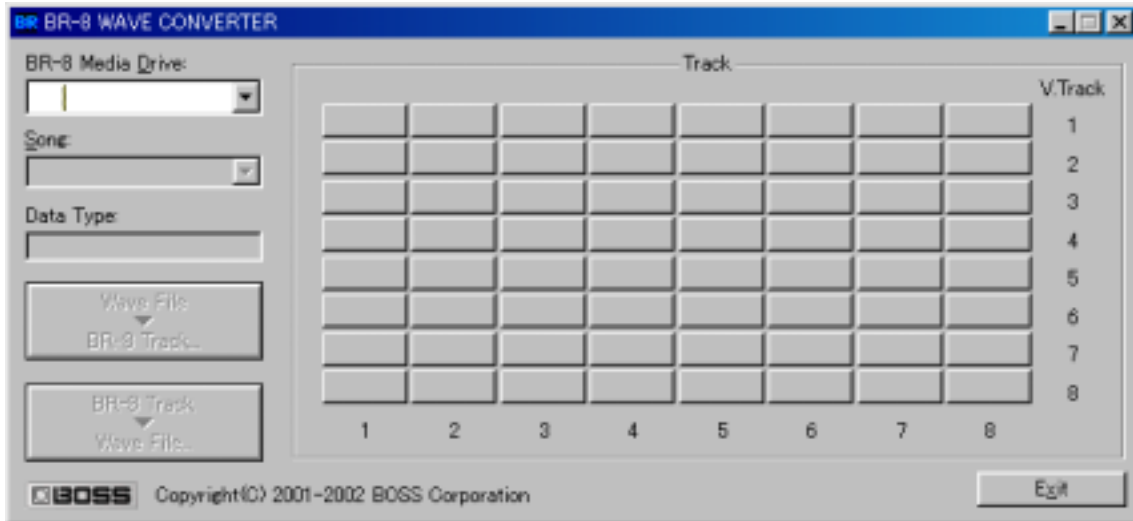 BR BR-8 WAVE CONVERTER
BR-8 Media Drive:
Song:
Data Type:
Wave File
BR-8 Track...
BR-8 Track
Wave File...
Track
V.Track
1
2
3
4
5
6
7
8
1 2 3 4 5 6 7 8
BOSS Copyright(C) 2001-2002 BOSS Corporation
Exit